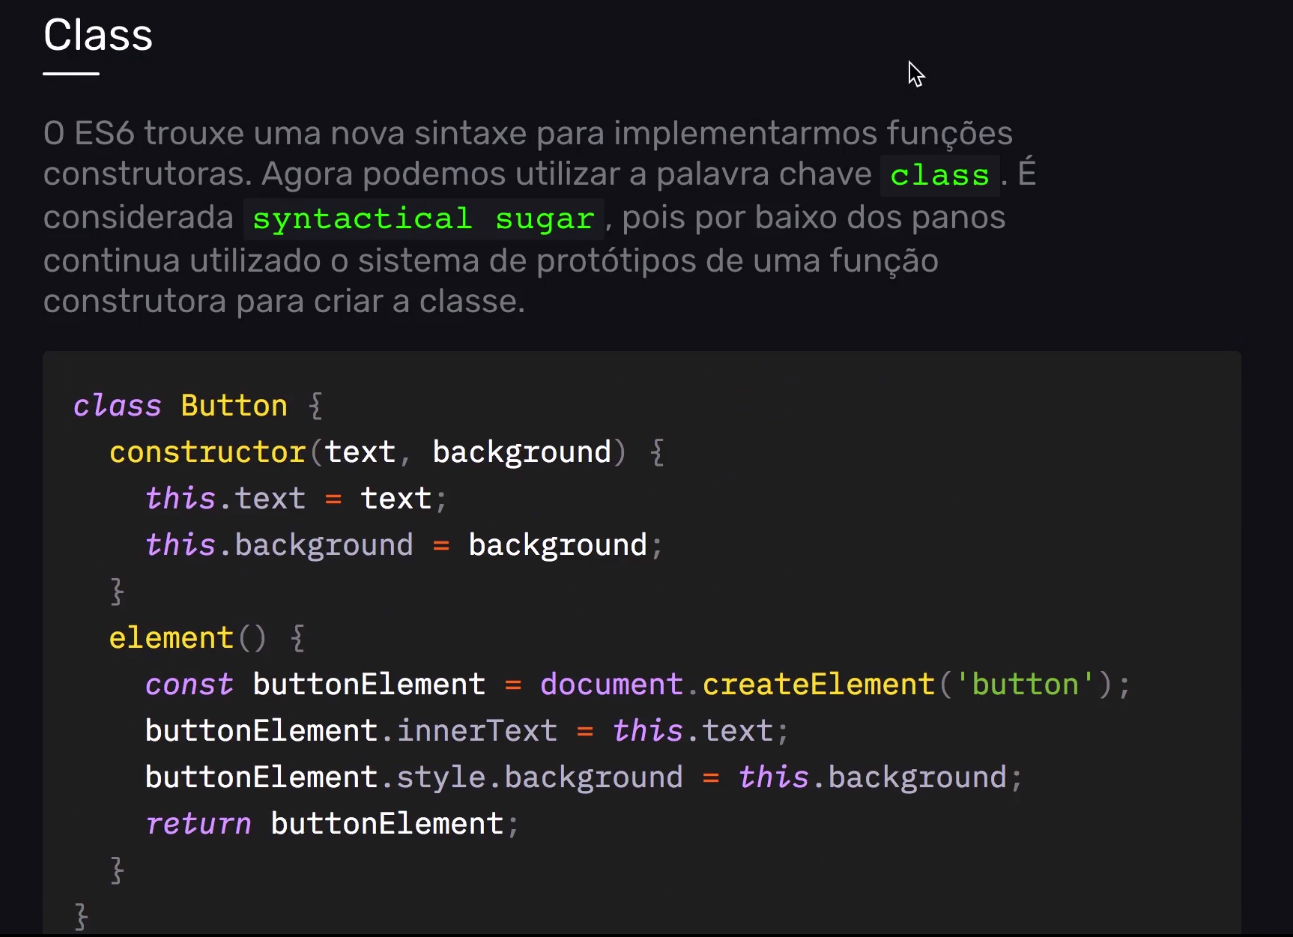 Class
O ES6 trouxe uma nova sintaxe para implementarmos funções
construtoras. Agora podemos utilizar a palavra chave class. É
considerada syntactical sugar, pois por baixo dos panos
continua utilizado o sistema de protótipos de uma função
construtora para criar a classe.
class Button {
constructor(text, background) {
this.text = text;
this.background = background;
}
element() {
const buttonElement = document.createElement('button');
buttonElement.innerText = this.text;
buttonElement.style.background = this.background;
return buttonElement;
}
}